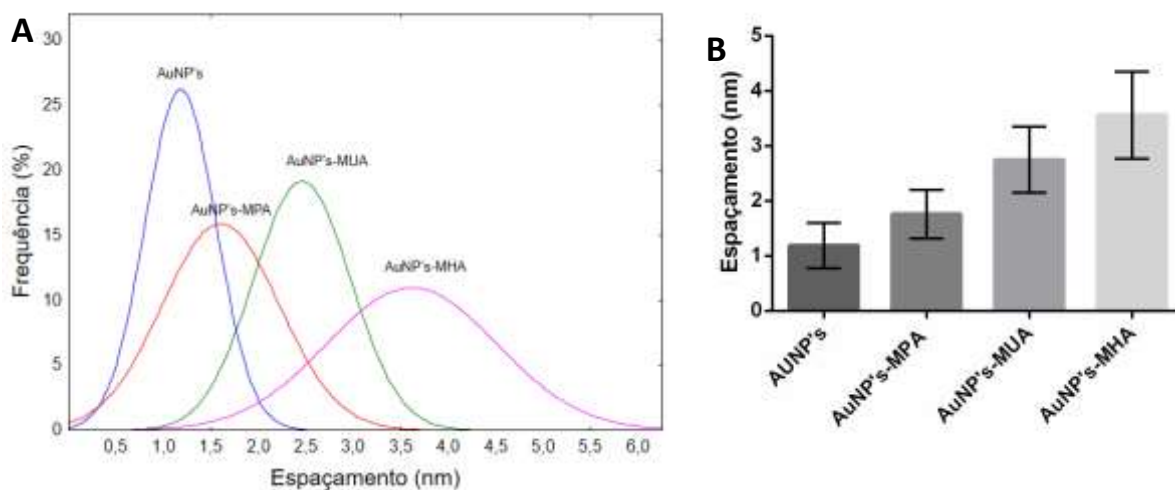 A
30
25
20
15
10
5
0
Frequência (%)
AuNP's
AuNP's-MUA
AuNP's-MPA
AuNP's-MHA
0,5 1,0 1,5 2,0 2,5 3,0 3,5 4,0 4,5 5,0 5,5 6,0
Espaçamento (nm)
B
5
4
3
2
1
0
Espaçamento (nm)
AUNP's
AuNP's-MPA
AuNP's-MUA
AuNP's-MHA